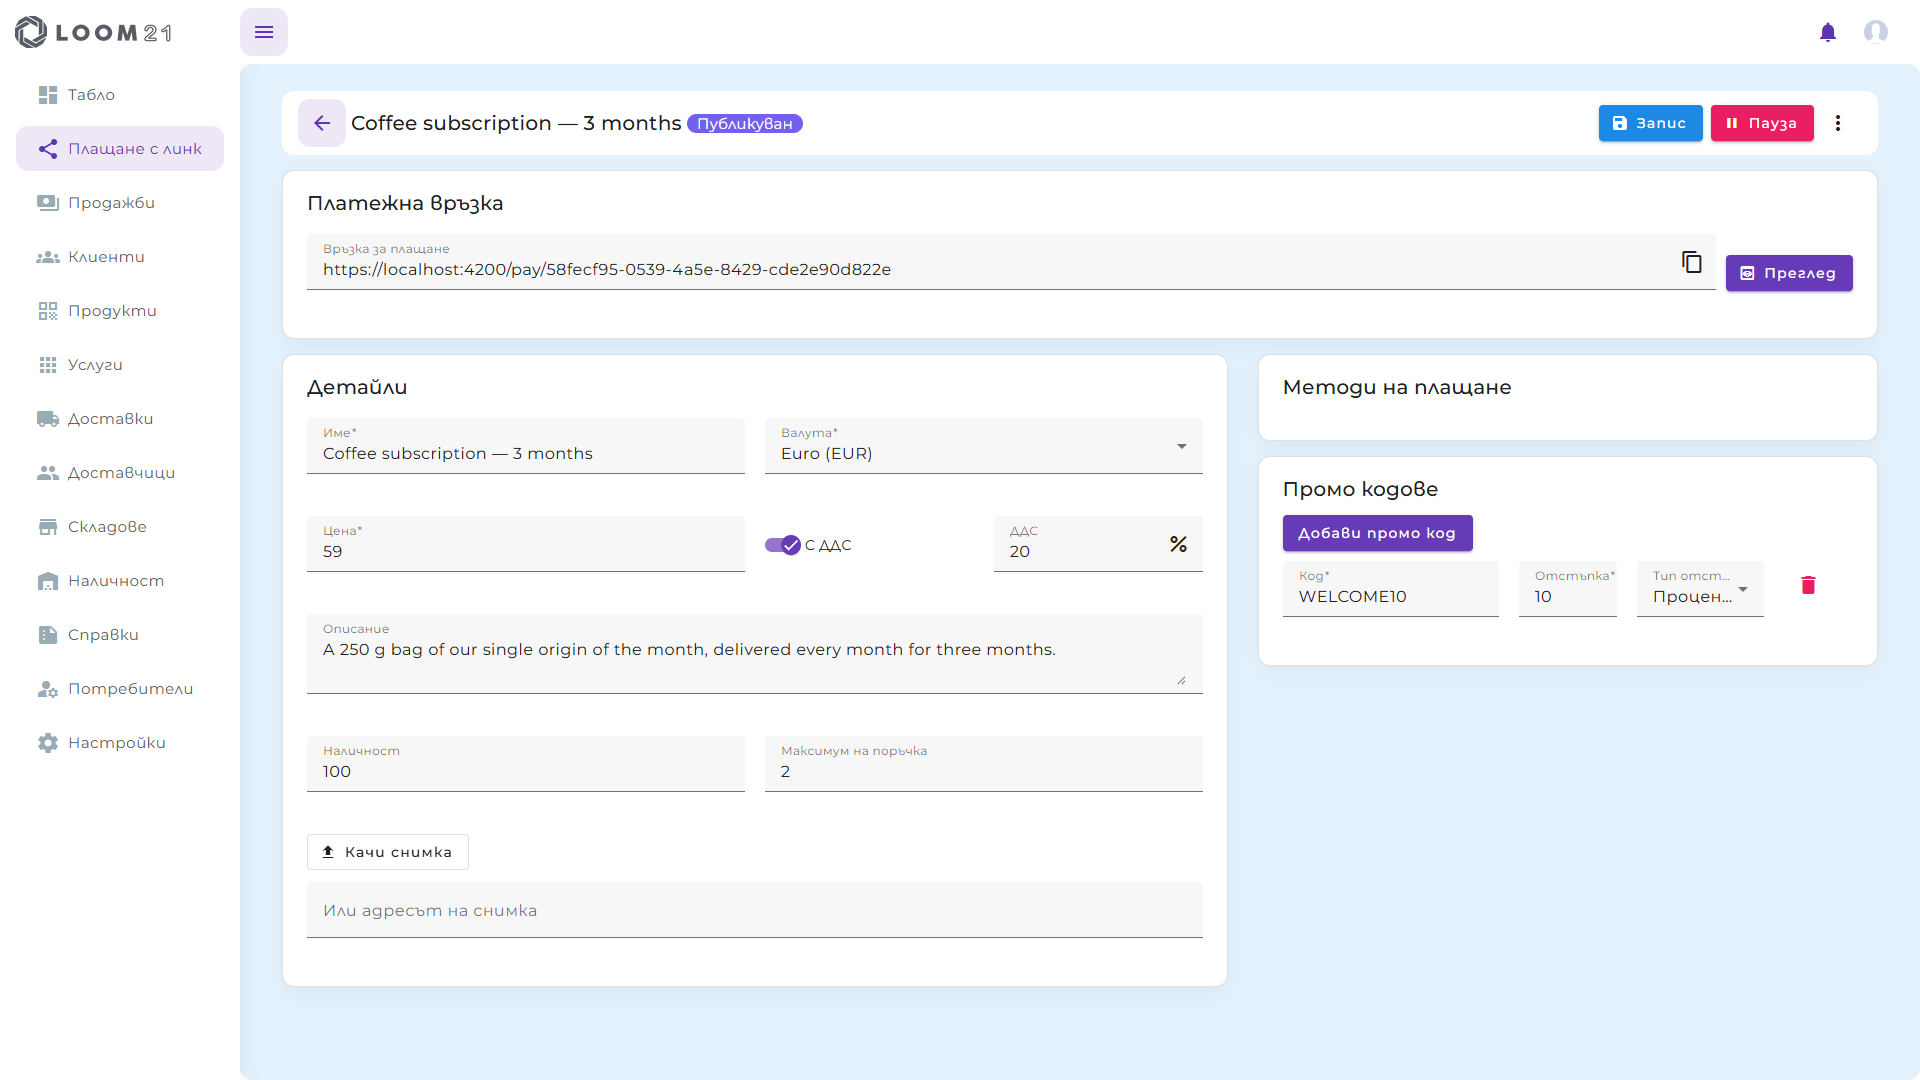 LOOM21
Табло
Плащане с линк
Продажби
Клиенти
Продукти
Услуги
Доставки
Доставчици
Складове
Наличност
Справки
Потребители
Настройки
Coffee subscription — 3 months Публикуван
Запис
Пауза
Платежна връзка
Връзка за плащане
https://localhost:4200/pay/58fecf95-0539-4a5e-8429-cde2e90d822e
Преглед
Детайли
Име*
Coffee subscription — 3 months
Валута*
Euro (EUR)
Цена*
59
С ДДС
ДДС
20
%
Описание
A 250 g bag of our single origin of the month, delivered every month for three months.
Наличност
100
Максимум на поръчка
2
Качи снимка
Или адресът на снимка
Методи на плащане
Промо кодове
Добави промо код
Код*
WELCOME10
Отстъпка*
10
Тип отст...
Процен...